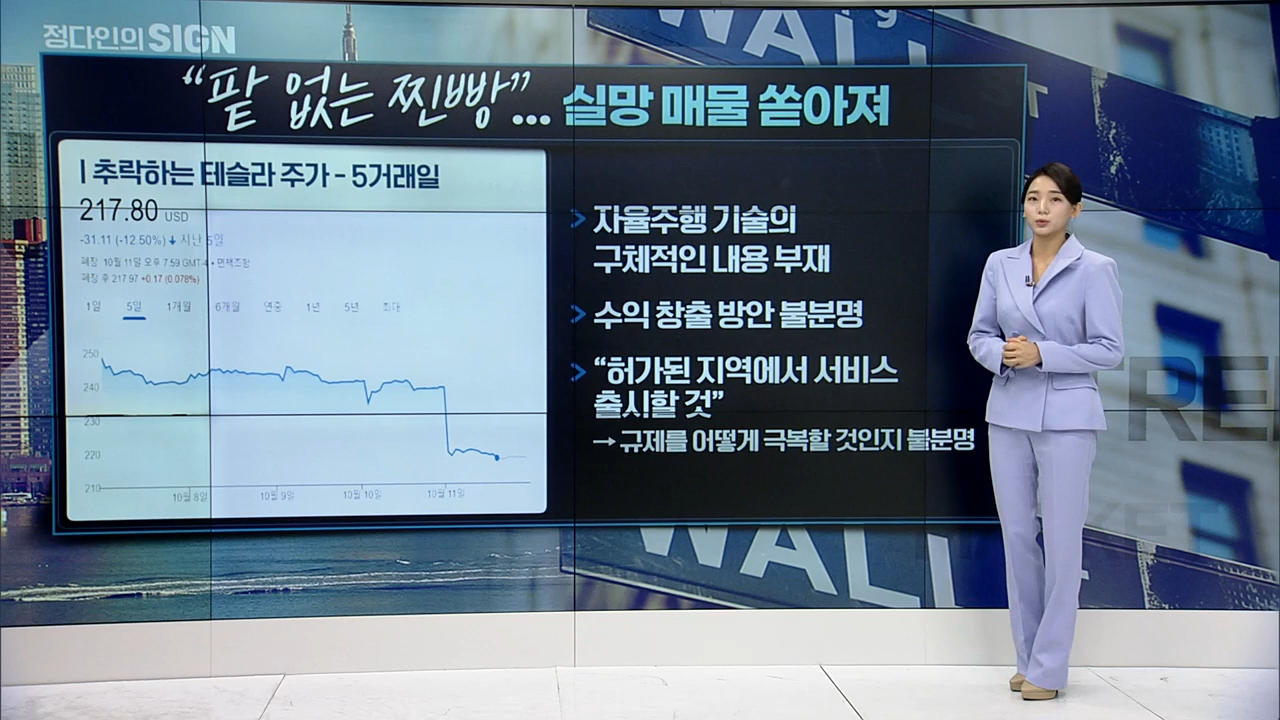 정다인의 SIGN
“팥 없는 찐빵”... 실망 매물 쏟아져
| 추락하는 테슬라 주가 - 5거래일
217.80 USD
-31.11 (-12.50%) ↓ 지난 5일
폐장: 10월 11일 오후 7:59 GMT-4 • 면책조항
폐장 후 217.97 +0.17 (0.078%)
1일 5일 1개월 6개월 연중 1년 5년 최대
250
240
230
220
210
10월 8일 10월 9일 10월 10일 10월 11일
> 자율주행 기술의
구체적인 내용 부재
> 수익 창출 방안 불분명
> “허가된 지역에서 서비스
출시할 것”
→ 규제를 어떻게 극복할 것인지 불분명
WALL
WALL